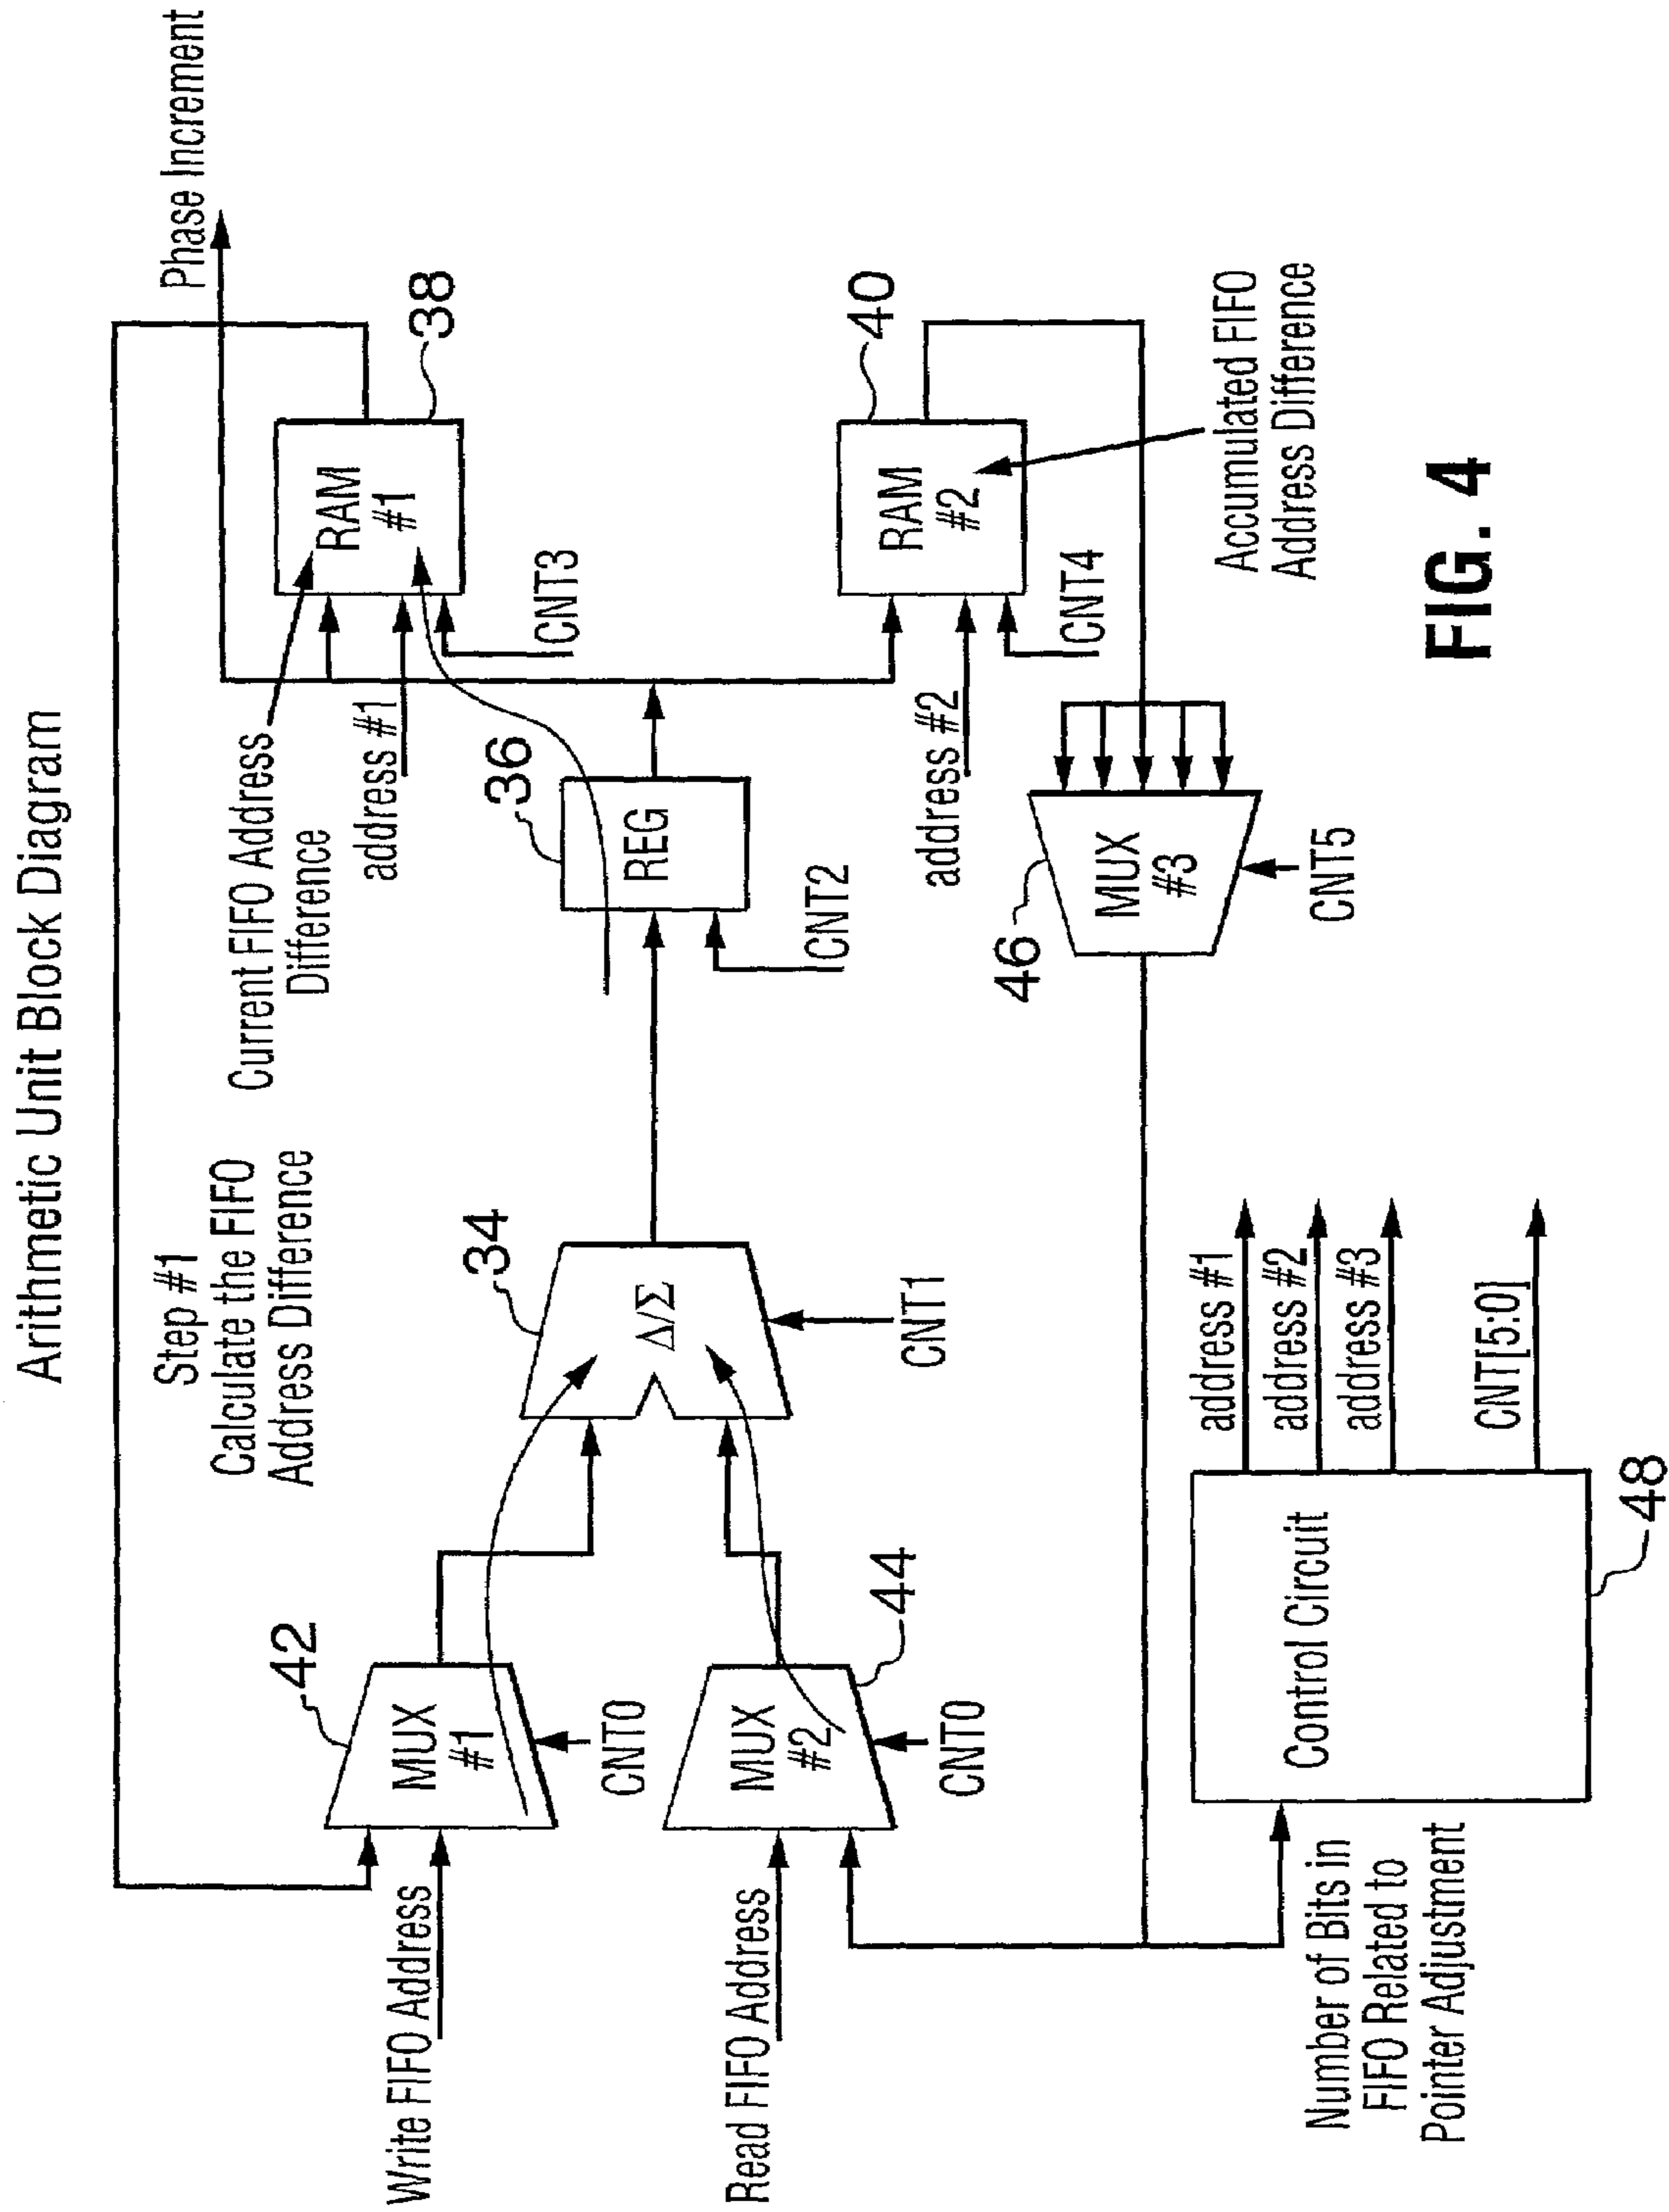 Arithmetic Unit Block Diagram
Phase Increment
Step #1
Calculate the FIFO
Address Difference
Current FIFO Address
Difference
address #1
RAM
#1
38
CNT3
42
MUX
#1
CNT0
Write FIFO Address
34
Δ/Σ
CNT1
36
REG
CNT2
Read FIFO Address
MUX
#2
44
CNT0
address #2
RAM
#2
40
CNT4
Accumulated FIFO
Address Difference
46
MUX
#3
CNT5
Number of Bits in
FIFO Related to
Pointer Adjustment
Control Circuit
48
address #1
address #2
address #3
CNT[5:0]
FIG. 4